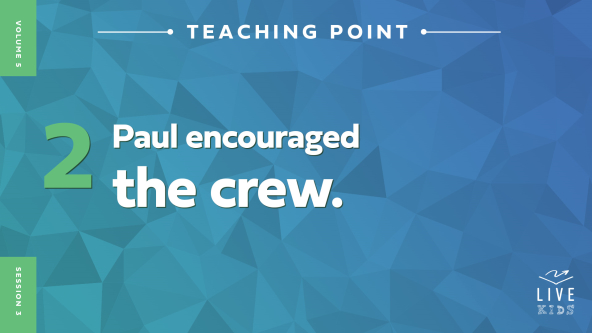 VOLUME 5
TEACHING POINT
2
Paul encouraged
the crew.
SESSION 3
LIVE
KIDS